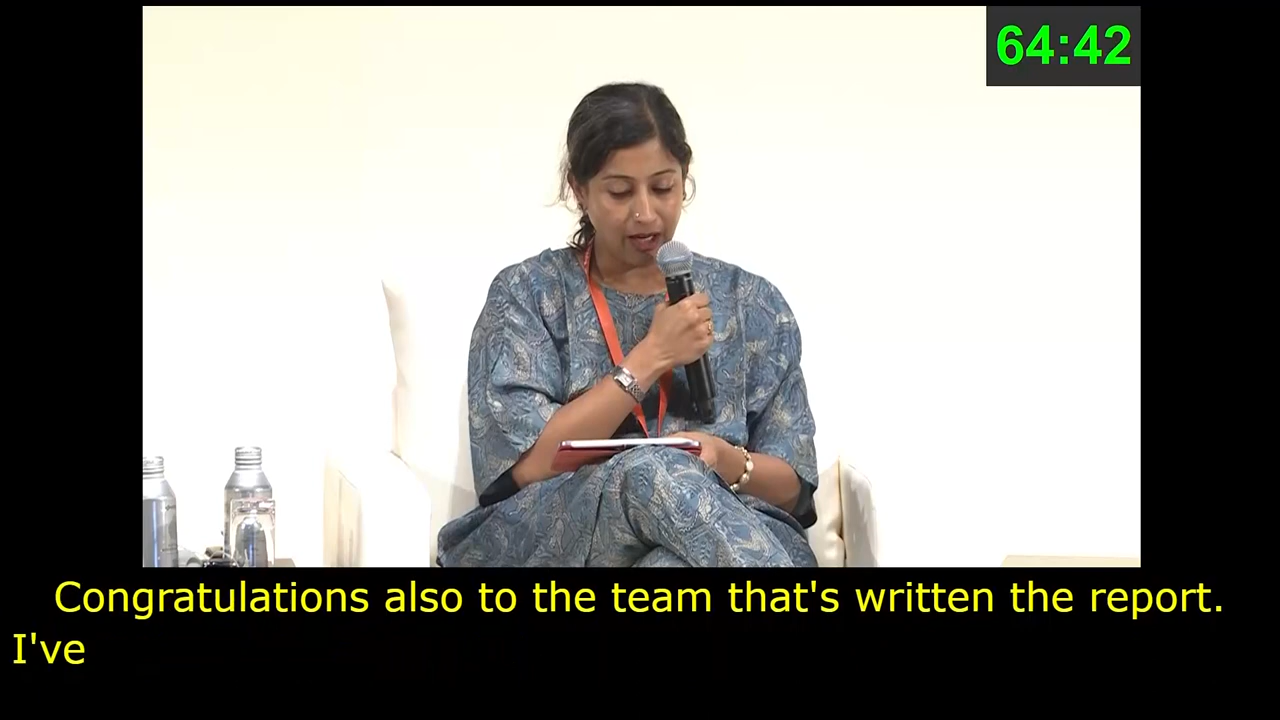 64:42
Congratulations also to the team that's written the report.
I've